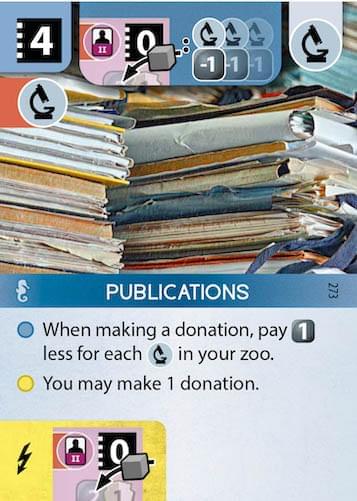 4 II 0 -1 -1 -1
PUBLICATIONS 273
When making a donation, pay 1
less for each in your zoo.
You may make 1 donation.
II 0
1